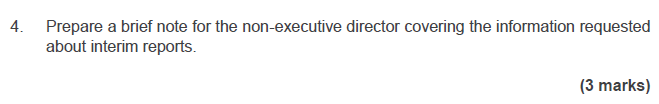 4. Prepare a brief note for the non-executive director covering the information requested
about interim reports.
(3 marks)